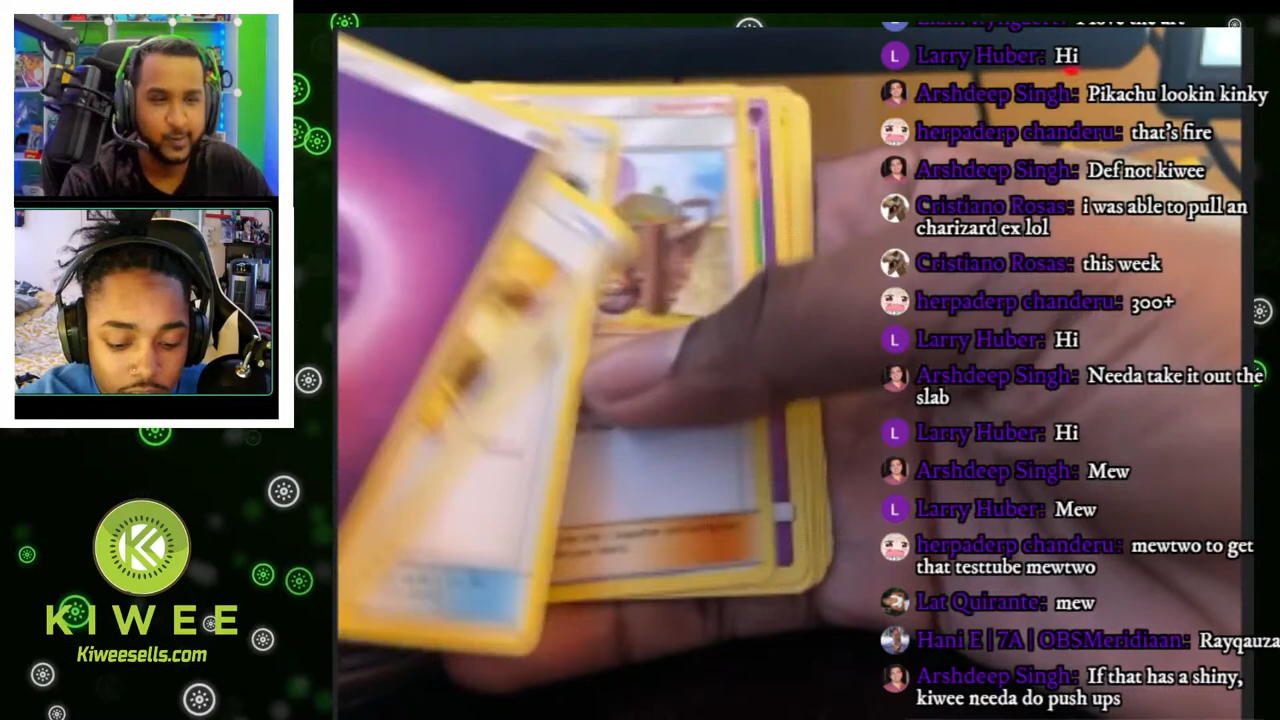 Larry Huber: Hi
Arshdeep Singh: Pikachu lookin kinky
herpaderp chanderu: that's fire
Arshdeep Singh: Def not kiwee
Cristiano Rosas: i was able to pull an
charizard ex lol
Cristiano Rosas: this week
herpaderp chanderu: 300+
Larry Huber: Hi
Arshdeep Singh: Needa take it out the
slab
Larry Huber: Hi
Arshdeep Singh: Mew
Larry Huber: Mew
herpaderp chanderu: mewtwo to get
that testtube mewtwo
Lat Quirante: mew
Hani E | 7A | OBSMeridiaan: Rayqauza
Arshdeep Singh: If that has a shiny,
kiwee needa do push ups
K
KIWEE
Kiweesells.com